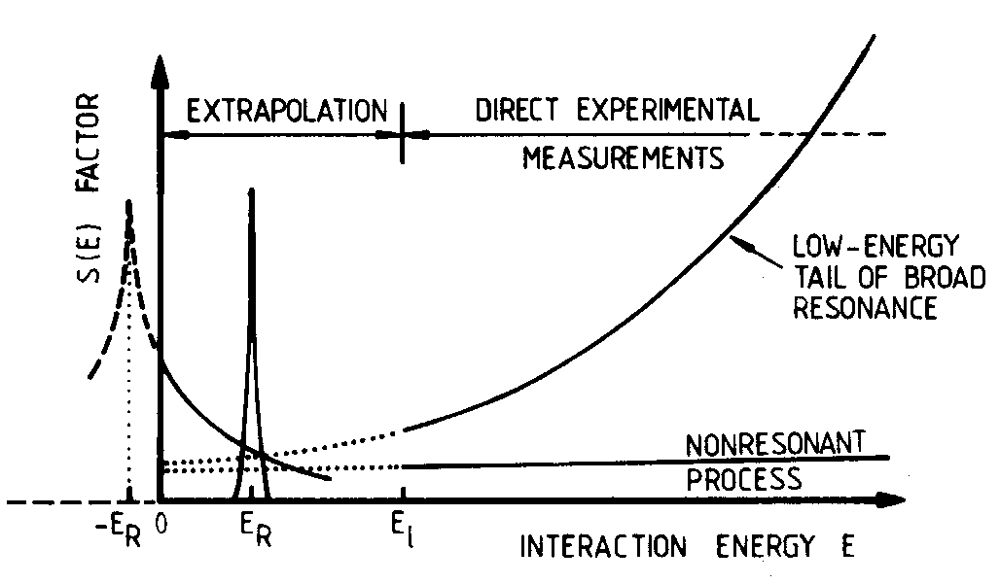 S(E) FACTOR
EXTRAPOLATION
DIRECT EXPERIMENTAL
MEASUREMENTS
LOW-ENERGY
TAIL OF BROAD
RESONANCE
NONRESONANT
PROCESS
-E_R 0 E_R E_l
INTERACTION ENERGY E